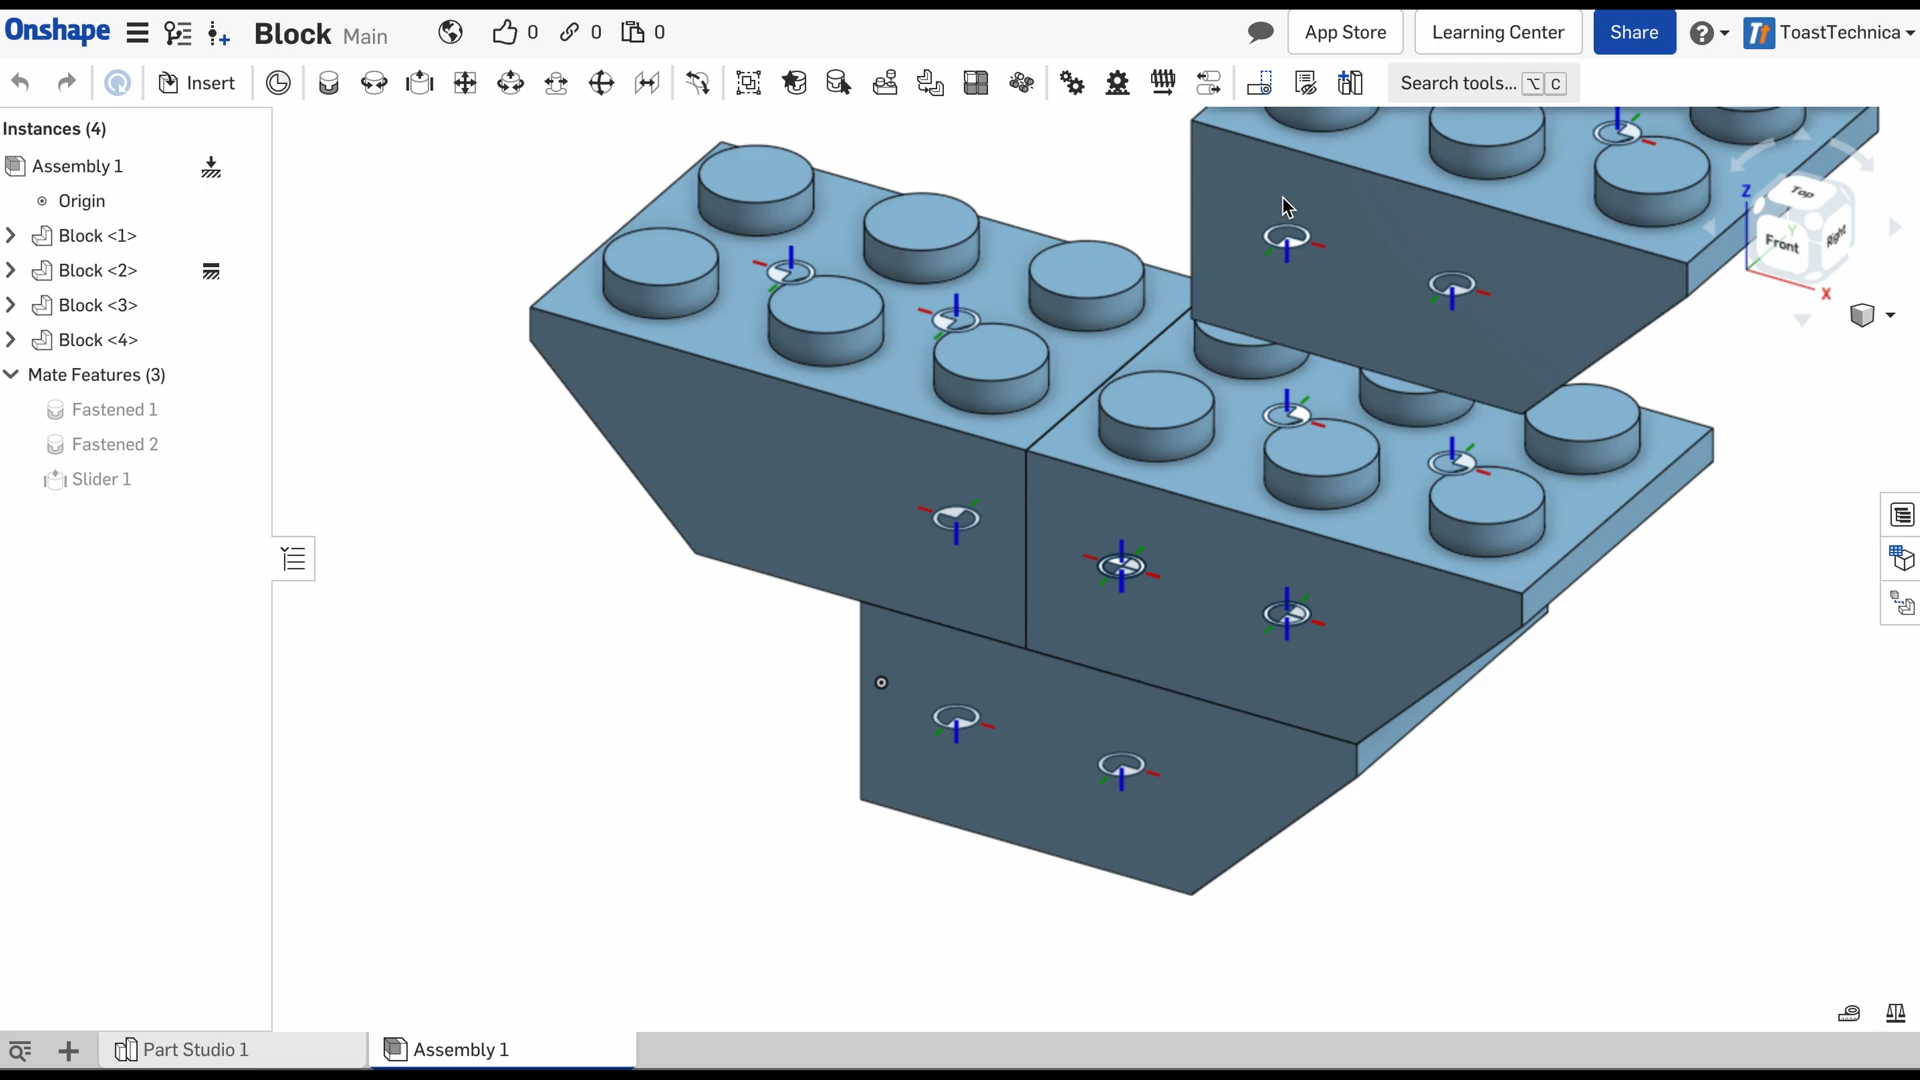 Onshape Block Main 0 0 0 App Store Learning Center Share ? ToastTechnica
Insert Search tools... ⌥ C
Instances (4)
Assembly 1
Origin
Block <1>
Block <2>
Block <3>
Block <4>
Mate Features (3)
Fastened 1
Fastened 2
Slider 1
Z
Top
Front
Y
Right
X
Part Studio 1
Assembly 1